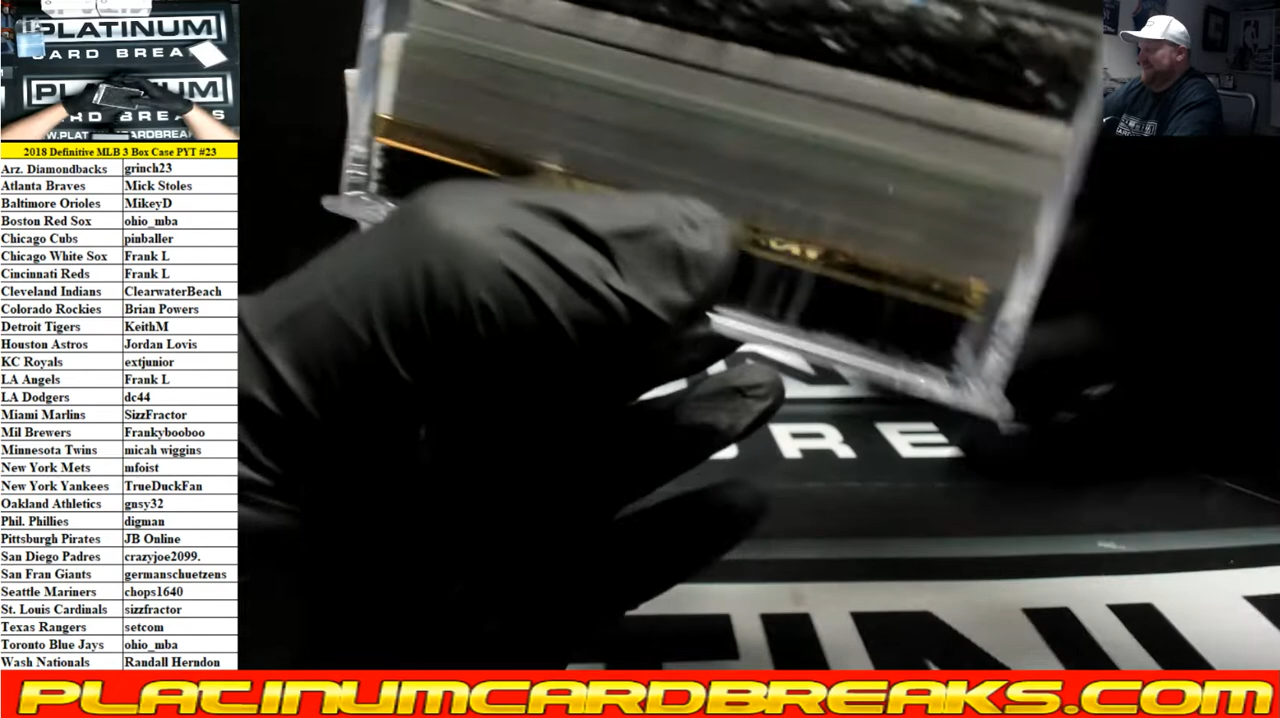 PLATINUM
CARD BREA
PLATINUM
RD BREAKS
W.PLATINUMCARDBREAK
2018 Definitive MLB 3 Box Case PYT #23
Arz. Diamondbacks grinch23
Atlanta Braves Mick Stoles
Baltimore Orioles MikeyD
Boston Red Sox ohio_mba
Chicago Cubs pinballer
Chicago White Sox Frank L
Cincinnati Reds Frank L
Cleveland Indians ClearwaterBeach
Colorado Rockies Brian Powers
Detroit Tigers KeithM
Houston Astros Jordan Lovis
KC Royals extjunior
LA Angels Frank L
LA Dodgers dc44
Miami Marlins SizzFractor
Mil Brewers Frankybooboo
Minnesota Twins micah wiggins
New York Mets mfoist
New York Yankees TrueDuckFan
Oakland Athletics gnsy32
Phil. Phillies digman
Pittsburgh Pirates JB Online
San Diego Padres crazyjoe2099.
San Fran Giants germanschuetzens
Seattle Mariners chops1640
St. Louis Cardinals sizzfractor
Texas Rangers setcom
Toronto Blue Jays ohio_mba
Wash Nationals Randall Herndon
RE
TINU
PLATINUMCARDBREAKS.COM